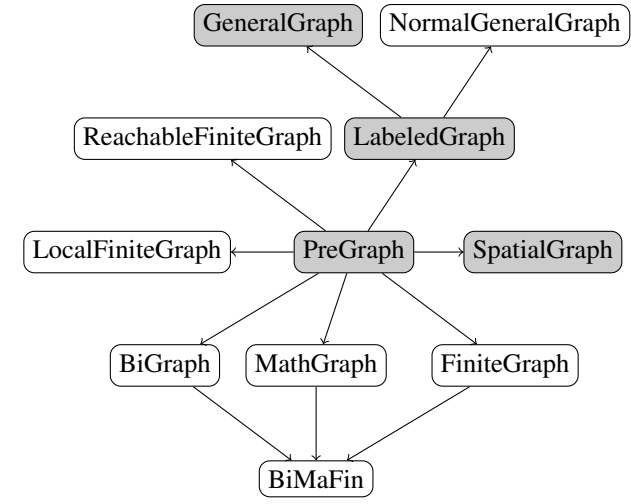 GeneralGraph
NormalGeneralGraph
ReachableFiniteGraph
LabeledGraph
LocalFiniteGraph
PreGraph
SpatialGraph
BiGraph
MathGraph
FiniteGraph
BiMaFin